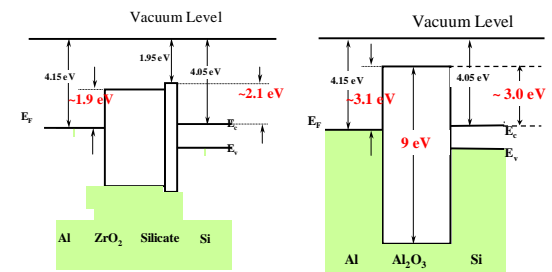 Vacuum Level
1.95 eV
4.15 eV
4.05 eV
~1.9 eV
~2.1 eV
E_F
E_c
E_v
Al ZrO₂ Silicate Si
Vacuum Level
4.15 eV
4.05 eV
~3.1 eV
~ 3.0 eV
E_F
9 eV
E_c
E_v
Al Al₂O₃ Si